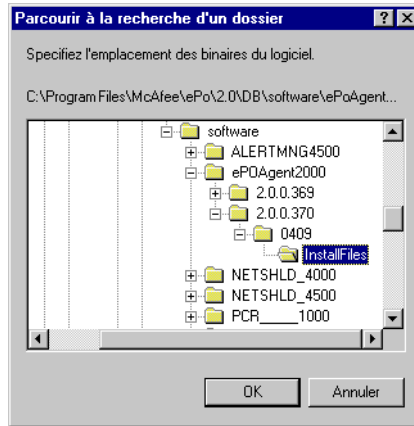 Parcourir à la recherche d'un dossier
Specifiez l'emplacement des binaires du logiciel.
C:\Program Files\McAfee\ePo\2.0\DB\software\ePoAgent...
software
ALERTMNG4500
ePOAgent2000
2.0.0.369
2.0.0.370
0409
InstallFiles
NETSHLD_4000
NETSHLD_4500
PCR_____1000
OK
Annuler